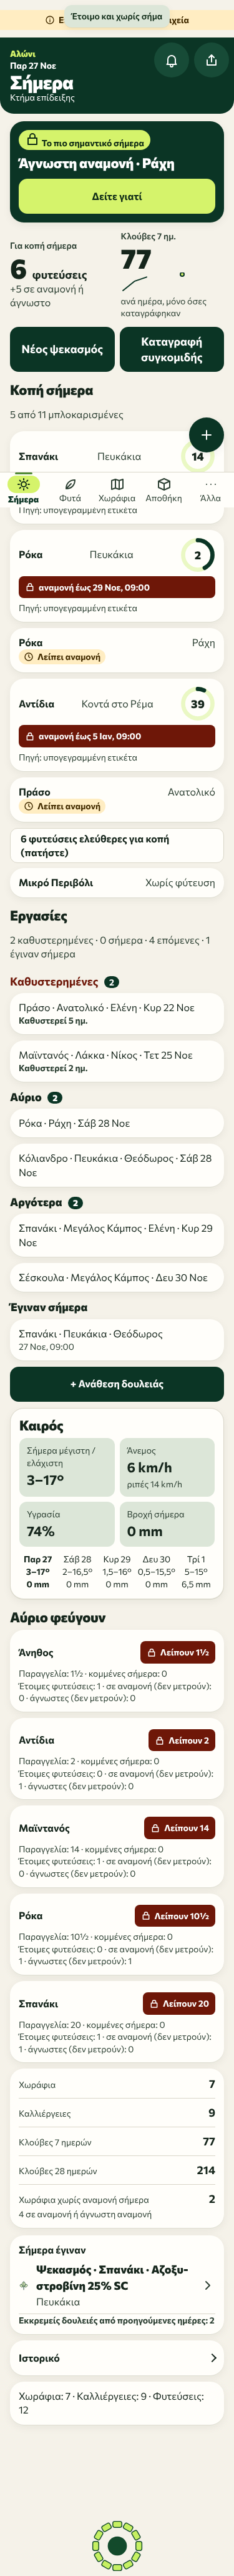 Έτοιμο και χωρίς σήμα
Αλώνι
Παρ 27 Νοε
Σήμερα
Κτήμα επίδειξης
Το πιο σημαντικό σήμερα
Άγνωστη αναμονή · Ράχη
Δείτε γιατί
Για κοπή σήμερα
6 φυτεύσεις
+5 σε αναμονή ή
άγνωστο
Κλούβες 7 ημ.
77
ανά ημέρα, μόνο όσες
καταγράφηκαν
Νέος ψεκασμός
Καταγραφή
συγκομιδής
Κοπή σήμερα
5 από 11 μπλοκαρισμένες
Σπανάκι Πευκάκια 14
Σήμερα Φυτά Χωράφια Αποθήκη Άλλα
Πηγή: υπογεγραμμένη ετικέτα
Ρόκα Πευκάκια 2
αναμονή έως 29 Νοε, 09:00
Πηγή: υπογεγραμμένη ετικέτα
Ρόκα Ράχη
Λείπει αναμονή
Αντίδια Κοντά στο Ρέμα 39
αναμονή έως 5 Ιαν, 09:00
Πηγή: υπογεγραμμένη ετικέτα
Πράσο Ανατολικό
Λείπει αναμονή
6 φυτεύσεις ελεύθερες για κοπή
(πατήστε)
Μικρό Περιβόλι Χωρίς φύτευση
Εργασίες
2 καθυστερημένες · 0 σήμερα · 4 επόμενες · 1
έγιναν σήμερα
Καθυστερημένες 2
Πράσο · Ανατολικό · Ελένη · Κυρ 22 Νοε
Καθυστερεί 5 ημ.
Μαϊντανός · Λάκκα · Νίκος · Τετ 25 Νοε
Καθυστερεί 2 ημ.
Αύριο 2
Ρόκα · Ράχη · Σάβ 28 Νοε
Κόλιανδρο · Πευκάκια · Θεόδωρος · Σάβ 28
Νοε
Αργότερα 2
Σπανάκι · Μεγάλος Κάμπος · Ελένη · Κυρ 29
Νοε
Σέσκουλα · Μεγάλος Κάμπος · Δευ 30 Νοε
Έγιναν σήμερα
Σπανάκι · Πευκάκια · Θεόδωρος
27 Νοε, 09:00
+ Ανάθεση δουλειάς
Καιρός
Σήμερα μέγιστη /
ελάχιστη
3–17°
Άνεμος
6 km/h
ριπές 14 km/h
Υγρασία
74%
Βροχή σήμερα
0 mm
Παρ 27 Σάβ 28 Κυρ 29 Δευ 30 Τρί 1
3–17° 2–16,5° 1,5–16° 0,5–15,5° 5–15°
0 mm 0 mm 0 mm 0 mm 6,5 mm
Αύριο φεύγουν
Άνηθος Λείπουν 1½
Παραγγελία: 1½ · κομμένες σήμερα: 0
Έτοιμες φυτεύσεις: 1 · σε αναμονή (δεν μετρούν):
0 · άγνωστες (δεν μετρούν): 0
Αντίδια Λείπουν 2
Παραγγελία: 2 · κομμένες σήμερα: 0
Έτοιμες φυτεύσεις: 0 · σε αναμονή (δεν μετρούν):
1 · άγνωστες (δεν μετρούν): 0
Μαϊντανός Λείπουν 14
Παραγγελία: 14 · κομμένες σήμερα: 0
Έτοιμες φυτεύσεις: 1 · σε αναμονή (δεν μετρούν):
0 · άγνωστες (δεν μετρούν): 0
Ρόκα Λείπουν 10½
Παραγγελία: 10½ · κομμένες σήμερα: 0
Έτοιμες φυτεύσεις: 0 · σε αναμονή (δεν μετρούν):
1 · άγνωστες (δεν μετρούν): 1
Σπανάκι Λείπουν 20
Παραγγελία: 20 · κομμένες σήμερα: 0
Έτοιμες φυτεύσεις: 1 · σε αναμονή (δεν μετρούν):
1 · άγνωστες (δεν μετρούν): 0
Χωράφια 7
Καλλιέργειες 9
Κλούβες 7 ημερών 77
Κλούβες 28 ημερών 214
Χωράφια χωρίς αναμονή σήμερα 2
4 σε αναμονή ή άγνωστη αναμονή
Σήμερα έγιναν
Ψεκασμός · Σπανάκι · Αζοξυ-
στροβίνη 25% SC
Πευκάκια
Εκκρεμείς δουλειές από προηγούμενες ημέρες: 2
Ιστορικό
Χωράφια: 7 · Καλλιέργειες: 9 · Φυτεύσεις:
12